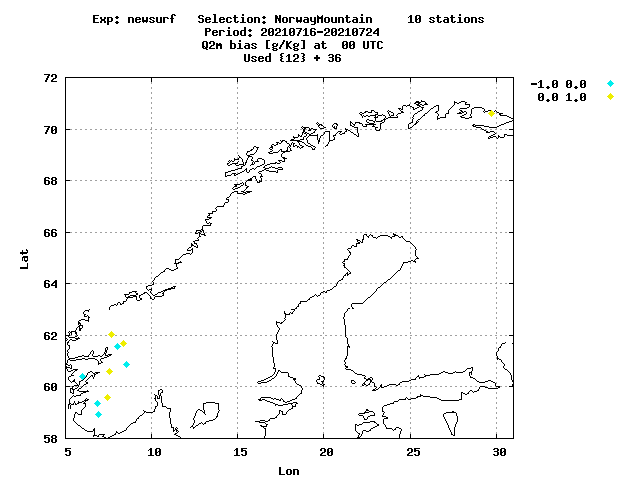 Exp: newsurf Selection: NorwayMountain 10 stations
Period: 20210716-20210724
Q2m bias [g/Kg] at 00 UTC
Used {12} + 36
-1.0 0.0
0.0 1.0
72
70
68
66
64
62
60
58
Lat
5 10 15 20 25 30
Lon